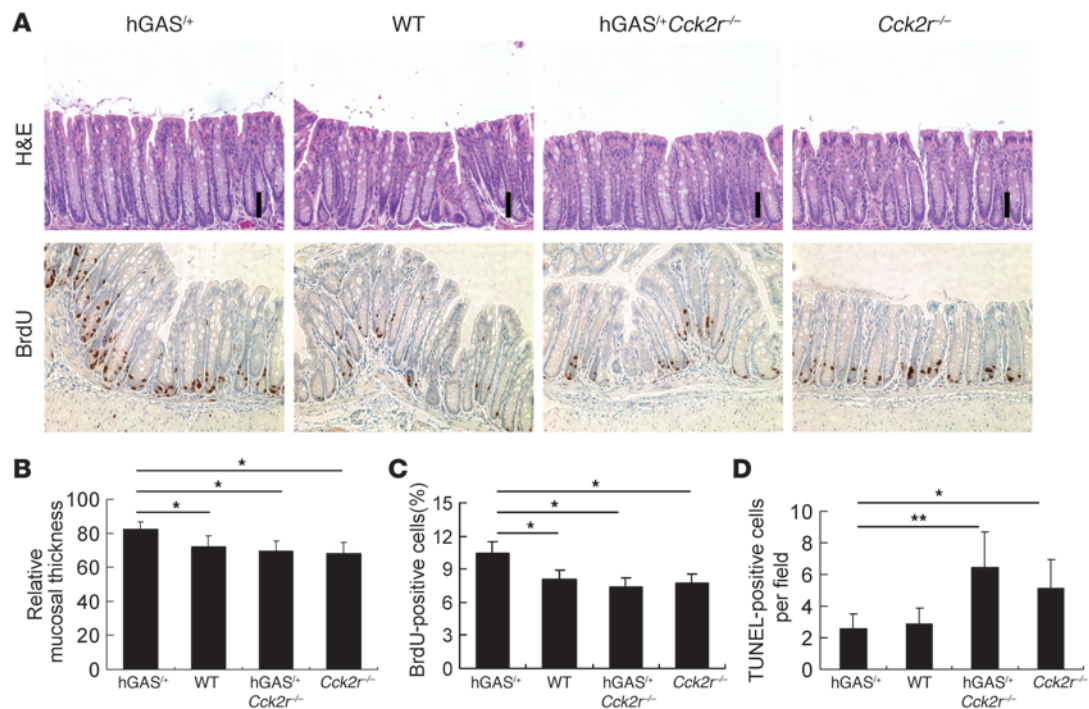 A
hGAS/+ WT hGAS/+Cck2r–/– Cck2r–/–
H&E
BrdU
B
Relative
mucosal thickness
100
80
60
40
20
0
* * *
hGAS/+ WT hGAS/+ Cck2r–/–
Cck2r–/–
C
BrdU-positive cells(%)
15
12
9
6
3
0
* * *
hGAS/+ WT hGAS/+ Cck2r–/–
Cck2r–/–
D
TUNEL-positive cells
per field
10
8
6
4
2
0
* **
hGAS/+ WT hGAS/+ Cck2r–/–
Cck2r–/–